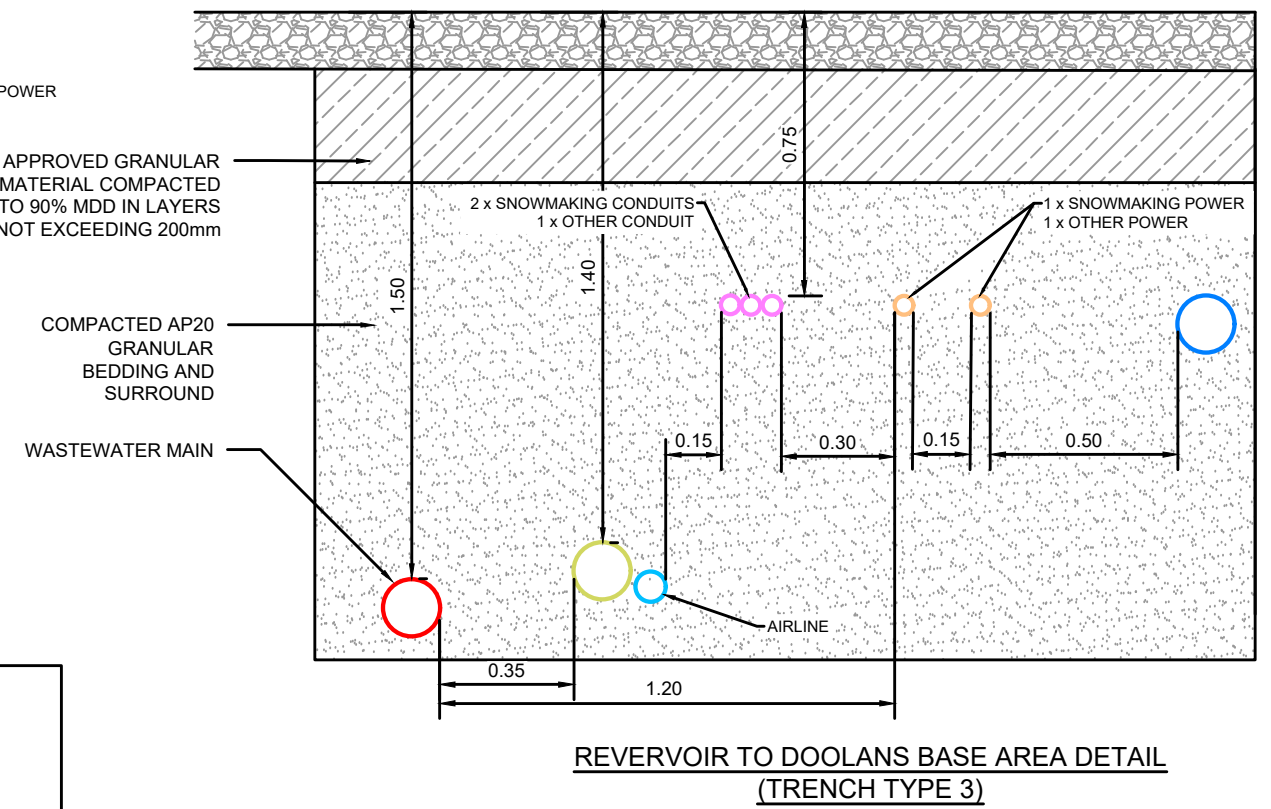 POWER
APPROVED GRANULAR
MATERIAL COMPACTED
TO 90% MDD IN LAYERS
NOT EXCEEDING 200mm
COMPACTED AP20
GRANULAR
BEDDING AND
SURROUND
WASTEWATER MAIN
0.75
2 x SNOWMAKING CONDUITS
1 x OTHER CONDUIT
1 x SNOWMAKING POWER
1 x OTHER POWER
1.50
1.40
0.15
0.30
0.15
0.50
AIRLINE
0.35
1.20
REVERVOIR TO DOOLANS BASE AREA DETAIL
(TRENCH TYPE 3)